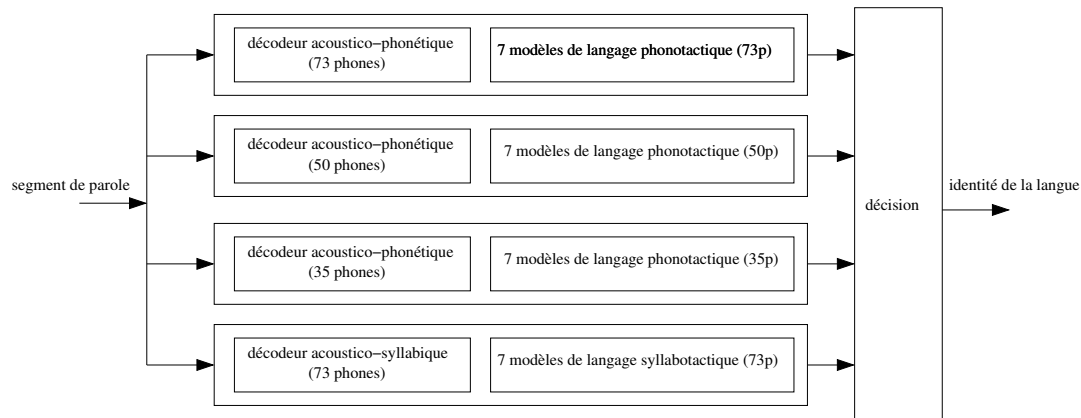 décodeur acoustico−phonétique
(73 phones)
7 modèles de langage phonotactique (73p)
décodeur acoustico−phonétique
(50 phones)
7 modèles de langage phonotactique (50p)
segment de parole
identité de la langue
décision
décodeur acoustico−phonétique
(35 phones)
7 modèles de langage phonotactique (35p)
décodeur acoustico−syllabique
(73 phones)
7 modèles de langage syllabotactique (73p)